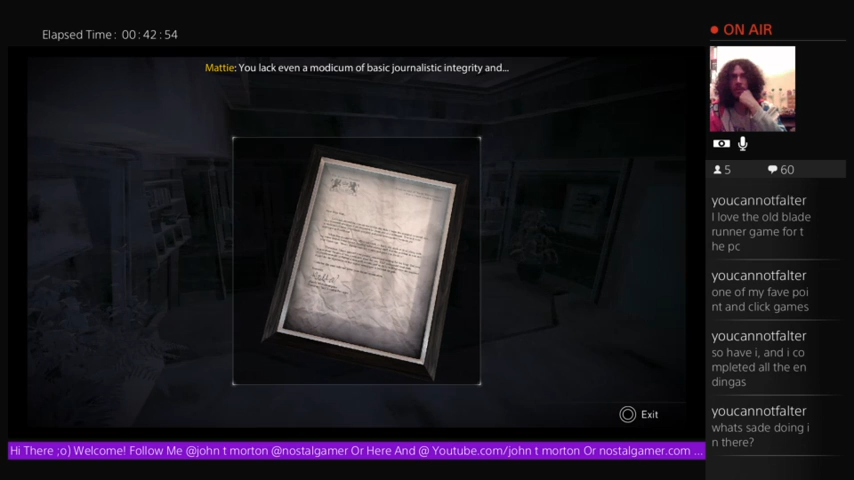 Elapsed Time: 00:42:54
ON AIR
Mattie: You lack even a modicum of basic journalistic integrity and...
5
60
youcannotfalter
I love the old blade
runner game for t
he pc
youcannotfalter
one of my fave poi
nt and click games
youcannotfalter
so have i, and i co
mpleted all the en
dingas
youcannotfalter
whats sade doing i
n there?
Exit
Hi There ;o) Welcome! Follow Me @john t morton @nostalgamer Or Here And @ Youtube.com/john t morton Or nostalgamer.com ...